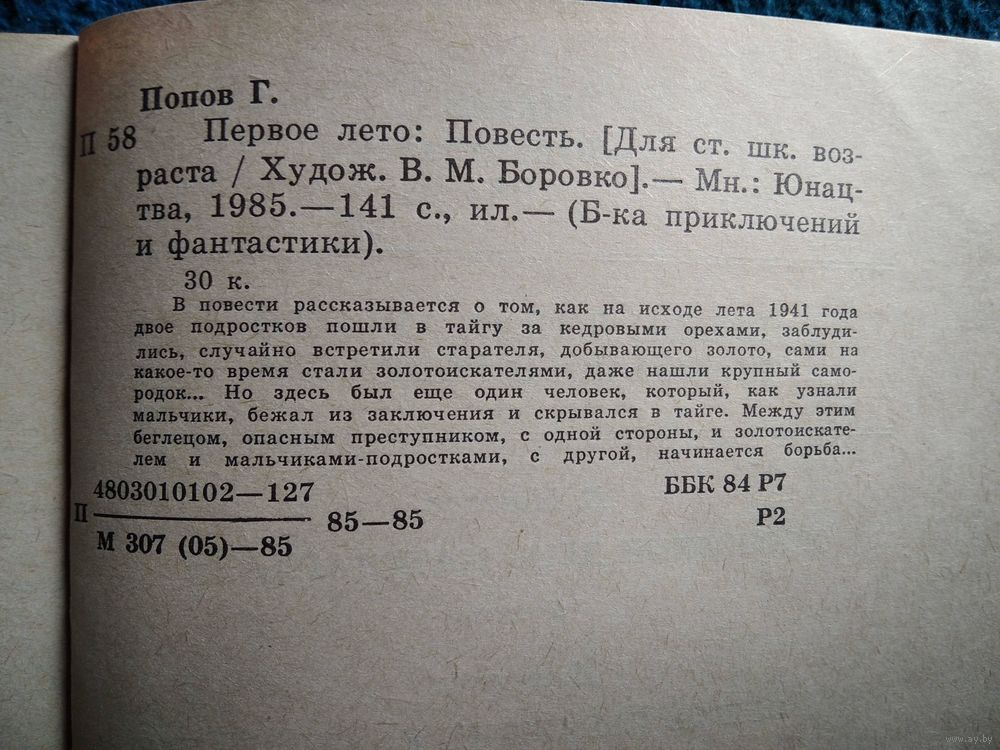 Попов Г.
П 58 Первое лето: Повесть. [Для ст. шк. воз-
раста / Худож. В. М. Боровко].— Мн.: Юнац-
тва, 1985.—141 с., ил.— (Б-ка приключений
и фантастики).
30 к.
В повести рассказывается о том, как на исходе лета 1941 года
двое подростков пошли в тайгу за кедровыми орехами, заблуди-
лись, случайно встретили старателя, добывающего золото, сами на
какое-то время стали золотоискателями, даже нашли крупный само-
родок... Но здесь был еще один человек, который, как узнали
мальчики, бежал из заключения и скрывался в тайге. Между этим
беглецом, опасным преступником, с одной стороны, и золотоискате-
лем и мальчиками-подростками, с другой, начинается борьба...
П 4803010102—127
М 307 (05)—85
85—85
ББК 84 Р7
Р2
www.ay.by